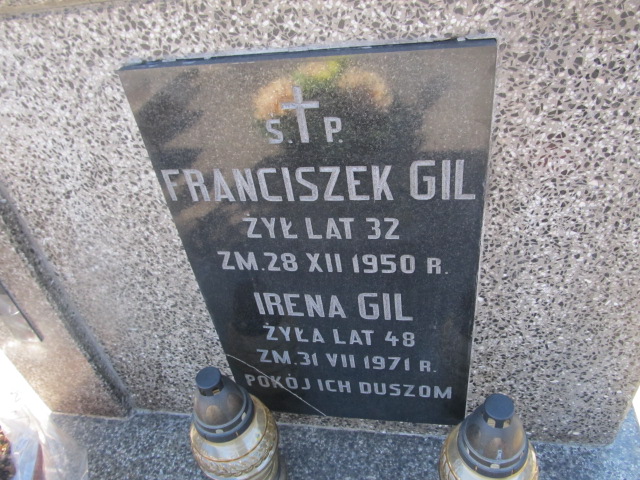 Ś.P.
FRANCISZEK GIL
ŻYŁ LAT 32
ZM.28 XII 1950 R.
IRENA GIL
ŻYŁA LAT 48
ZM.31 VII 1971 R.
POKÓJ ICH DUSZOM